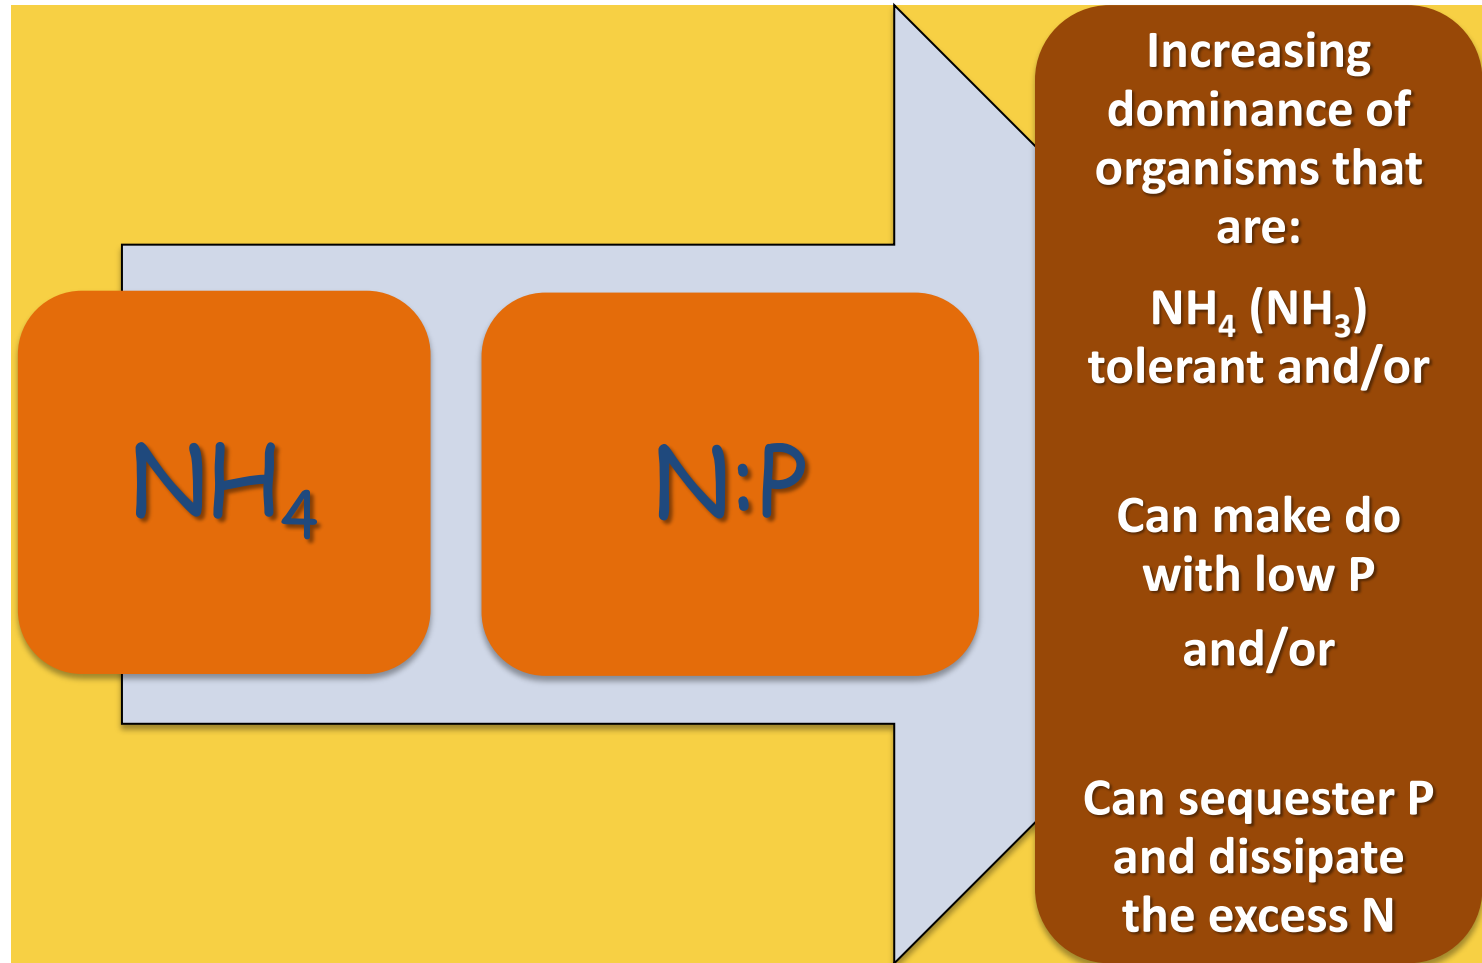 NH₄
N:P
Increasing
dominance of
organisms that
are:
NH₄ (NH₃)
tolerant and/or
Can make do
with low P
and/or
Can sequester P
and dissipate
the excess N